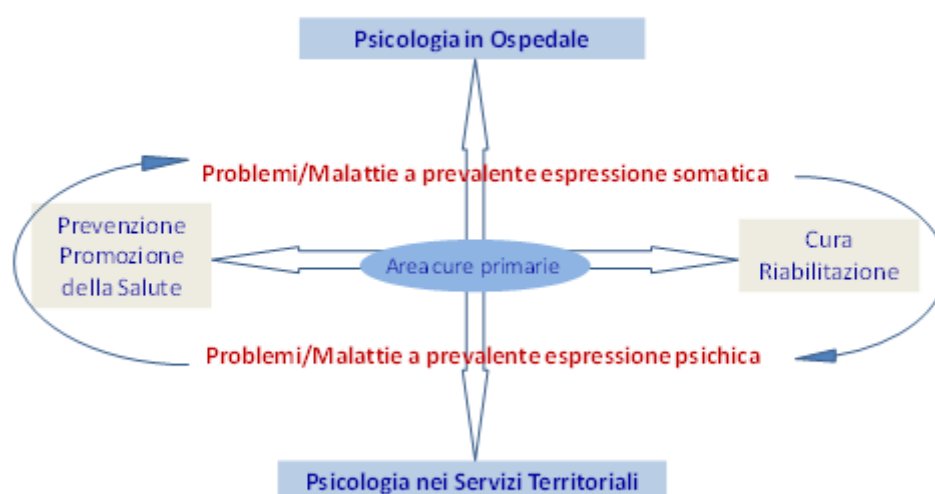 Psicologia in Ospedale
Problemi/Malattie a prevalente espressione somatica
Prevenzione
Promozione
della Salute
Area cure primarie
Cura
Riabilitazione
Problemi/Malattie a prevalente espressione psichica
Psicologia nei Servizi Territoriali